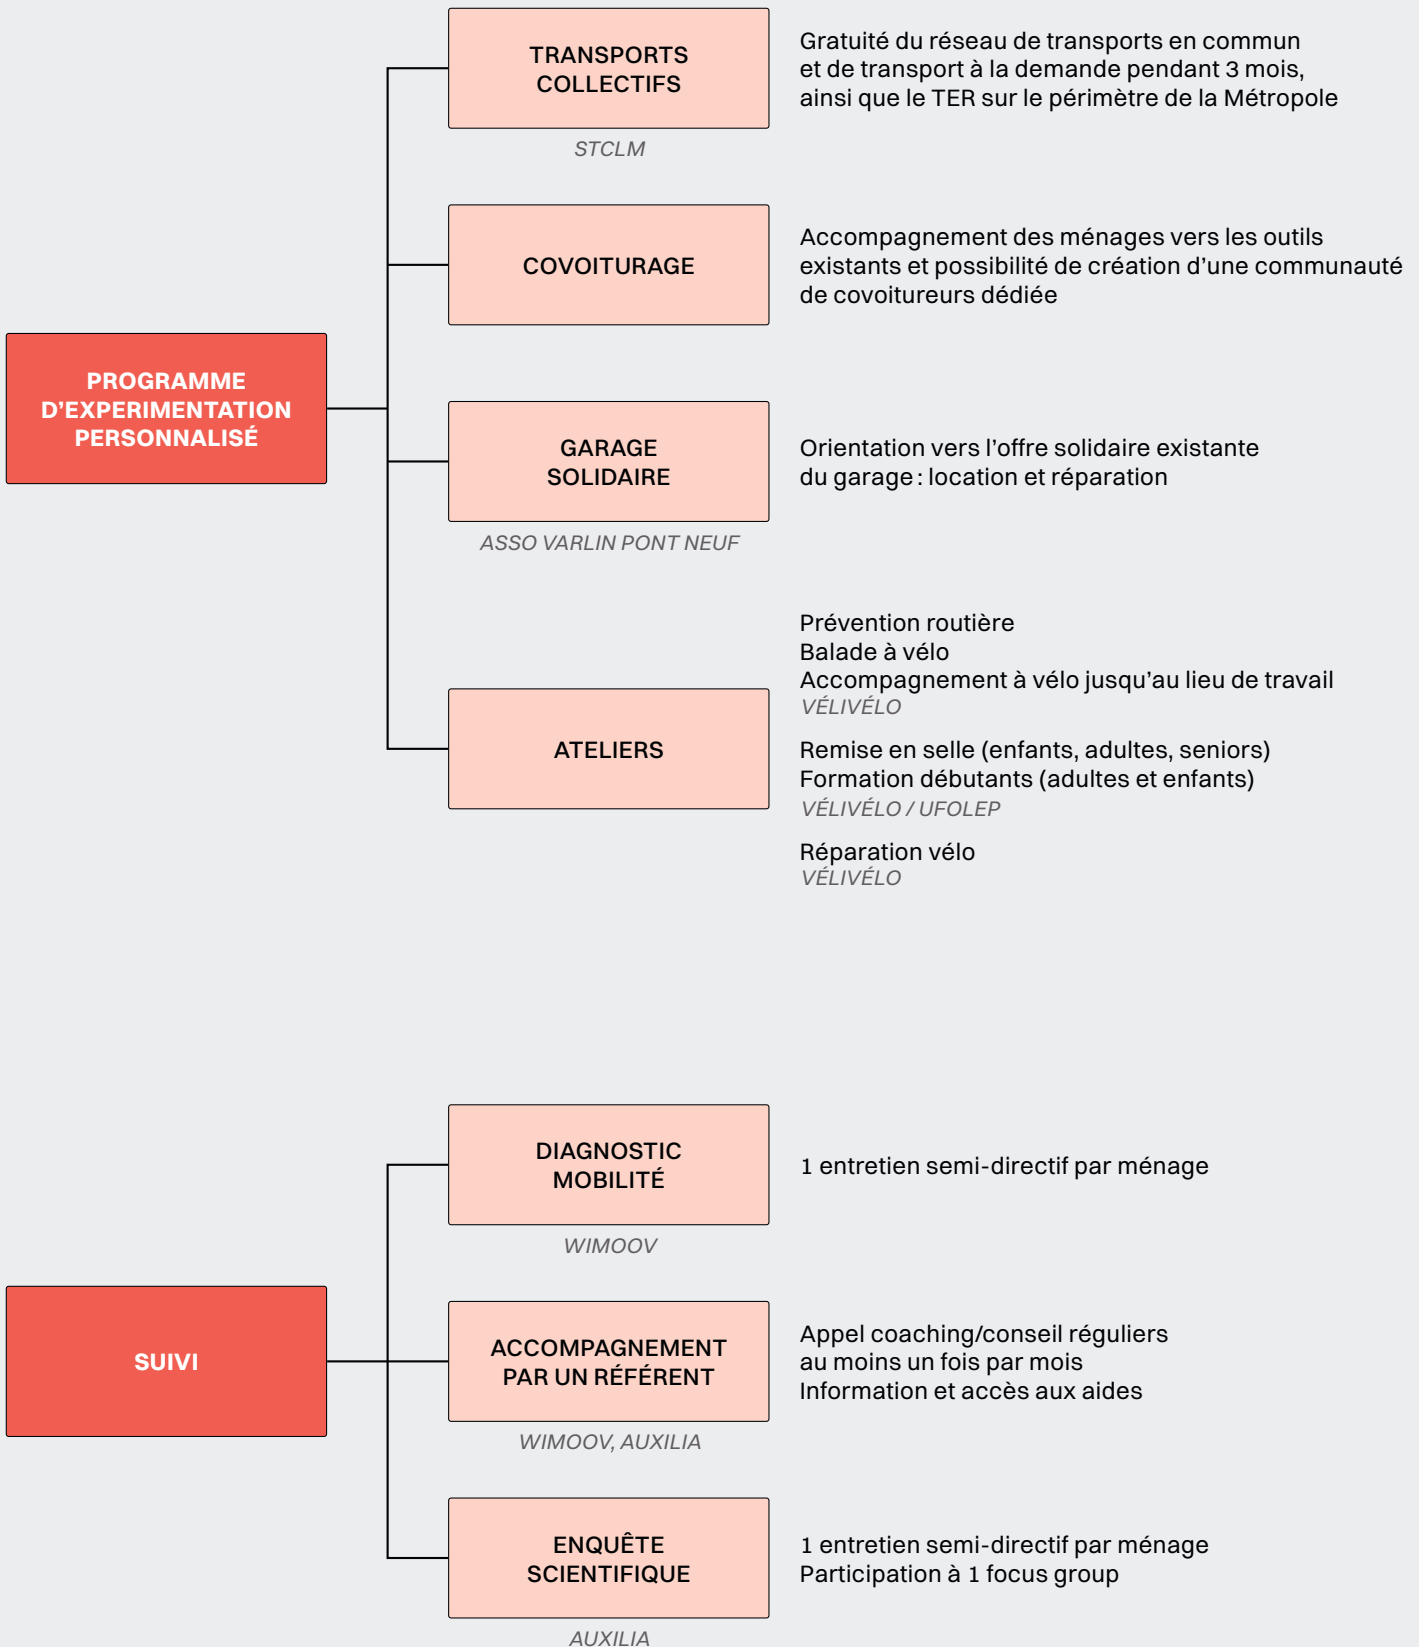 TRANSPORTS
COLLECTIFS
STCLM
Gratuité du réseau de transports en commun
et de transport à la demande pendant 3 mois,
ainsi que le TER sur le périmètre de la Métropole
COVOITURAGE
Accompagnement des ménages vers les outils
existants et possibilité de création d'une communauté
de covoitureurs dédiée
PROGRAMME
D'EXPERIMENTATION
PERSONNALISÉ
GARAGE
SOLIDAIRE
ASSO VARLIN PONT NEUF
Orientation vers l'offre solidaire existante
du garage : location et réparation
ATELIERS
Prévention routière
Balade à vélo
Accompagnement à vélo jusqu'au lieu de travail
VÉLIVÉLO
Remise en selle (enfants, adultes, seniors)
Formation débutants (adultes et enfants)
VÉLIVÉLO / UFOLEP
Réparation vélo
VÉLIVÉLO
DIAGNOSTIC
MOBILITÉ
WIMOOV
1 entretien semi-directif par ménage
SUIVI
ACCOMPAGNEMENT
PAR UN RÉFÉRENT
WIMOOV, AUXILIA
Appel coaching/conseil réguliers
au moins un fois par mois
Information et accès aux aides
ENQUÊTE
SCIENTIFIQUE
AUXILIA
1 entretien semi-directif par ménage
Participation à 1 focus group